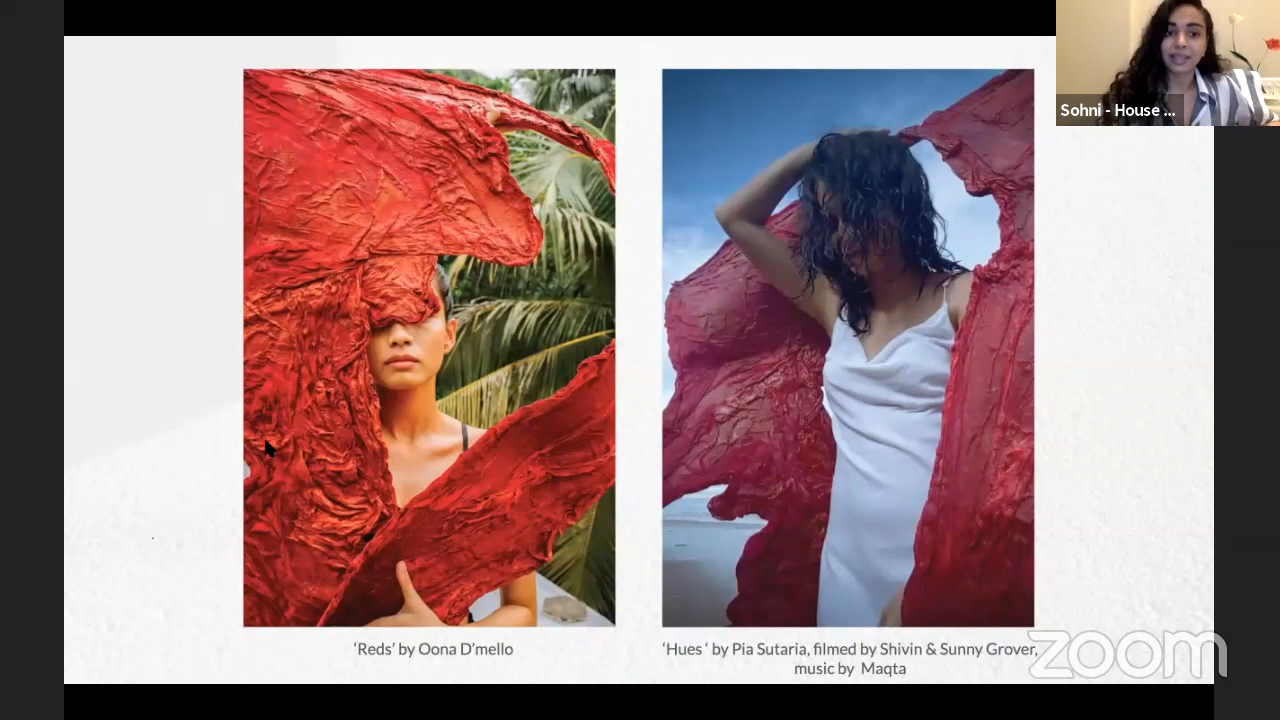 Sohni - House ...
‘Reds’ by Oona D’mello
‘Hues ‘ by Pia Sutaria, filmed by Shivin & Sunny Grover,
music by Maqta
zoom